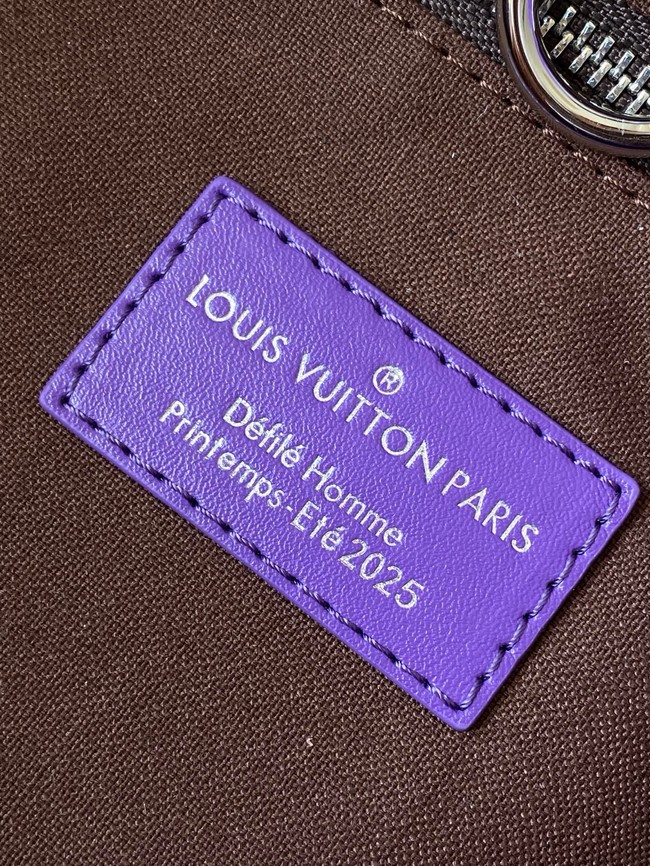 LOUIS VUITTON PARIS
®
Défilé Homme
Printemps-Eté 2025